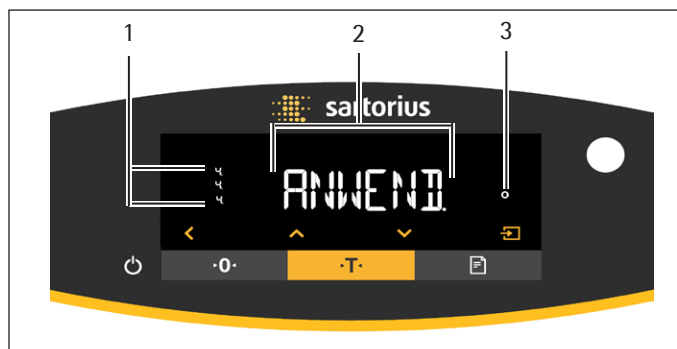 1 2 3
sartorius
ч
ч
ч
ANWEND.
o
0 T